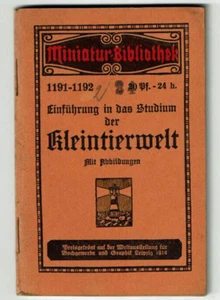 Miniatur-Bibliothek
1191-1192 20 Pf. - 24 h.
Einführung in das Studium
der
Kleintierwelt
Mit Abbildungen
Preisgekrönt auf der Weltausstellung für
Buchgewerbe und Graphik Leipzig 1914